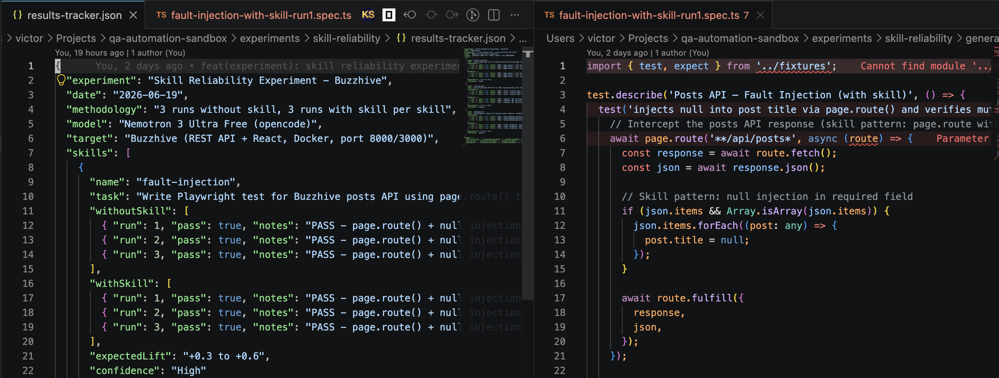 {} results-tracker.json
TS fault-injection-with-skill-run1.spec.ts
KS
victor > Projects > qa-automation-sandbox > experiments > skill-reliability > {} results-tracker.json > ...
You, 19 hours ago | 1 author (You)
1 { You, 2 days ago • feat(experiment): skill reliability experimen
2 "experiment": "Skill Reliability Experiment – Buzzhive",
3 "date": "2026-06-19",
4 "methodology": "3 runs without skill, 3 runs with skill per skill",
5 "model": "Nemotron 3 Ultra Free (opencode)",
6 "target": "Buzzhive (REST API + React, Docker, port 8000/3000)",
7 "skills": [
8 {
9 "name": "fault-injection",
10 "task": "Write Playwright test for Buzzhive posts API using page.route() t
11 "withoutSkill": [
12 { "run": 1, "pass": true, "notes": "PASS – page.route() + null injection
13 { "run": 2, "pass": true, "notes": "PASS – page.route() + null injection
14 { "run": 3, "pass": true, "notes": "PASS – page.route() + null injection
15 ],
16 "withSkill": [
17 { "run": 1, "pass": true, "notes": "PASS – page.route() + null injection
18 { "run": 2, "pass": true, "notes": "PASS – page.route() + null injection
19 { "run": 3, "pass": true, "notes": "PASS – page.route() + null injection
20 ],
21 "expectedLift": "+0.3 to +0.6",
22 "confidence": "High"
TS fault-injection-with-skill-run1.spec.ts 7
Users > victor > Projects > qa-automation-sandbox > experiments > skill-reliability > genera
You, 2 days ago | 1 author (You)
1 import { test, expect } from '../fixtures'; Cannot find module '../
2
3 test.describe('Posts API – Fault Injection (with skill)', () => {
4 test('injects null into post title via page.route() and verifies mut
5 // Intercept the posts API response (skill pattern: page.route wit
6 await page.route('**/api/posts*', async (route) => { Parameter
7 const response = await route.fetch();
8 const json = await response.json();
9
10 // Skill pattern: null injection in required field
11 if (json.items && Array.isArray(json.items)) {
12 json.items.forEach((post: any) => {
13 post.title = null;
14 });
15 }
16
17 await route.fulfill({
18 response,
19 json,
20 });
21 });
22